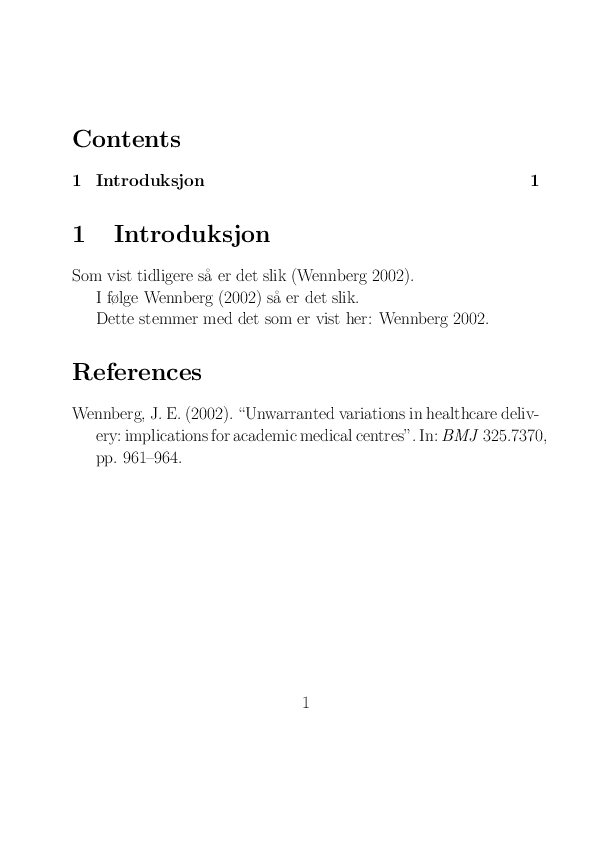 Contents
1 Introduksjon 1
1 Introduksjon
Som vist tidligere så er det slik (Wennberg 2002).
I følge Wennberg (2002) så er det slik.
Dette stemmer med det som er vist her: Wennberg 2002.
References
Wennberg, J. E. (2002). “Unwarranted variations in healthcare deliv-
ery: implications for academic medical centres”. In: BMJ 325.7370,
pp. 961–964.
1